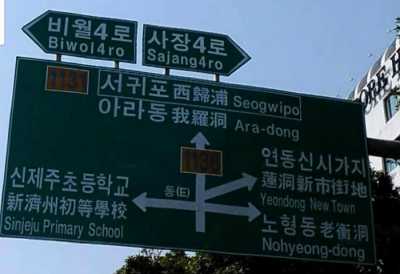 비월4로
Biwol4ro
사장4로
Sajang4ro
1131
서귀포 西歸浦 Seogwipo
아라동 我羅洞 Ara-dong
1136
연동신시가지
蓮洞新市街地
Yeondong New Town
신제주초등학교
新濟州初等學校
Sinjeju Primary School
동(E)
노형동 老衡洞
Nohyeong-dong